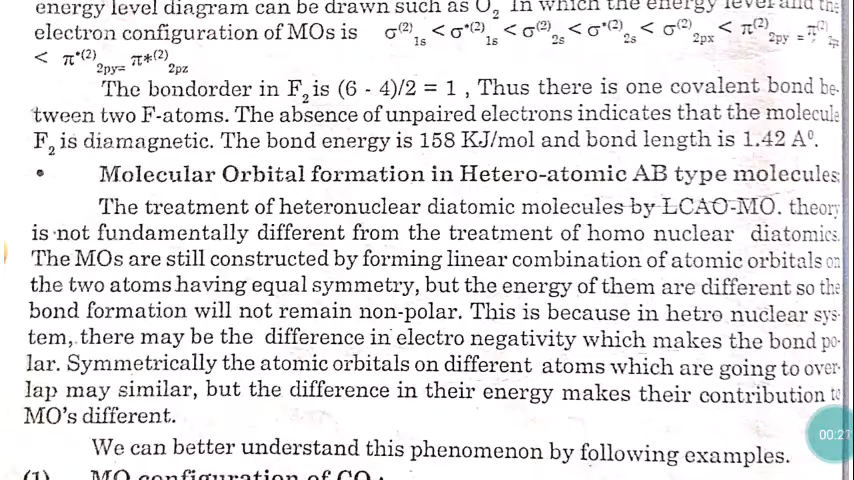 energy level diagram can be drawn such as O2 In which the energy level and the
electron configuration of MOs is σ(2)1s < σ*(2)1s < σ(2)2s < σ*(2)2s < σ(2)2px < π(2)2py = π(2)2p
< π*(2)2py= π*(2)2pz
The bondorder in F2 is (6 - 4)/2 = 1 , Thus there is one covalent bond be-
tween two F-atoms. The absence of unpaired electrons indicates that the molecule
F2 is diamagnetic. The bond energy is 158 KJ/mol and bond length is 1.42 A0.
• Molecular Orbital formation in Hetero-atomic AB type molecules:
The treatment of heteronuclear diatomic molecules by LCAO-MO. theory
is not fundamentally different from the treatment of homo nuclear diatomics.
The MOs are still constructed by forming linear combination of atomic orbitals on
the two atoms having equal symmetry, but the energy of them are different so the
bond formation will not remain non-polar. This is because in hetro nuclear sys-
tem, there may be the difference in electro negativity which makes the bond po-
lar. Symmetrically the atomic orbitals on different atoms which are going to over-
lap may similar, but the difference in their energy makes their contribution to
MO's different.
00:21
We can better understand this phenomenon by following examples.
(1) MO configuration of CO :